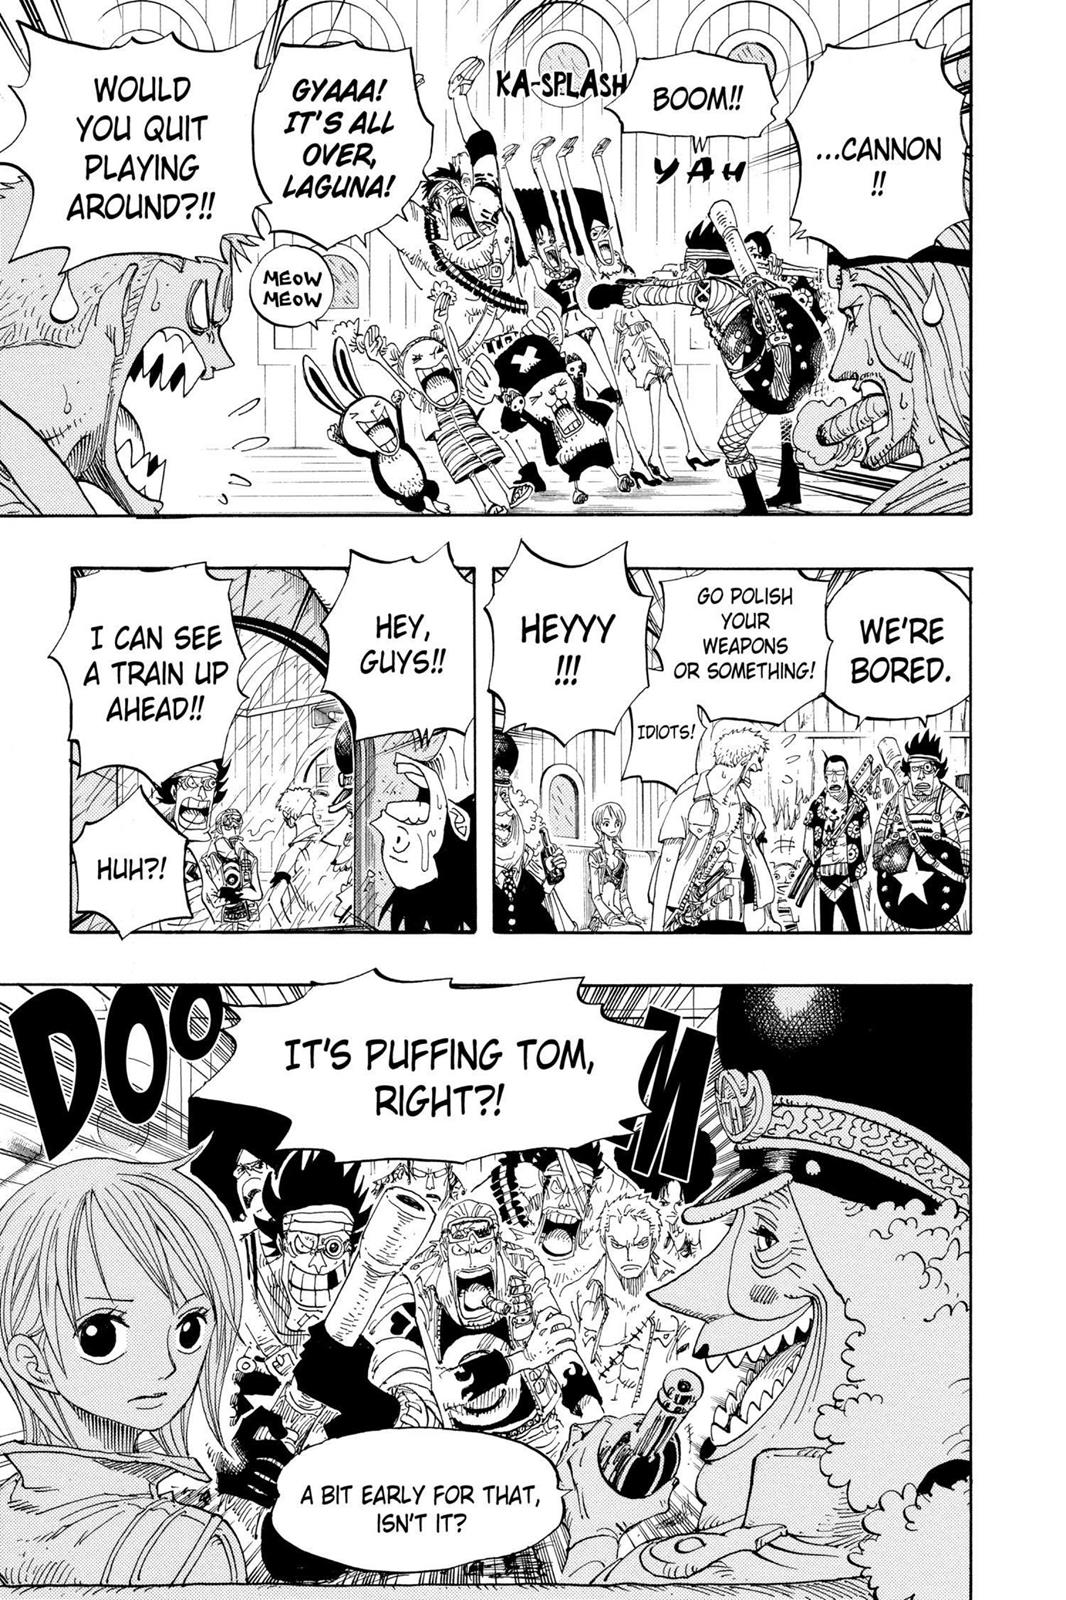 ...CANNON
!!
BOOM!!
YAH
KA-SPLASH
GYAAA!
IT'S ALL
OVER,
LAGUNA!
MEOW
MEOW
WOULD
YOU QUIT
PLAYING
AROUND?!!
WE'RE
BORED.
GO POLISH
YOUR
WEAPONS
OR SOMETHING!
IDIOTS!
HEYYY
!!!
HEY,
GUYS!!
I CAN SEE
A TRAIN UP
AHEAD!!
HUH?!
DOOM
IT'S PUFFING TOM,
RIGHT?!
A BIT EARLY FOR THAT,
ISN'T IT?